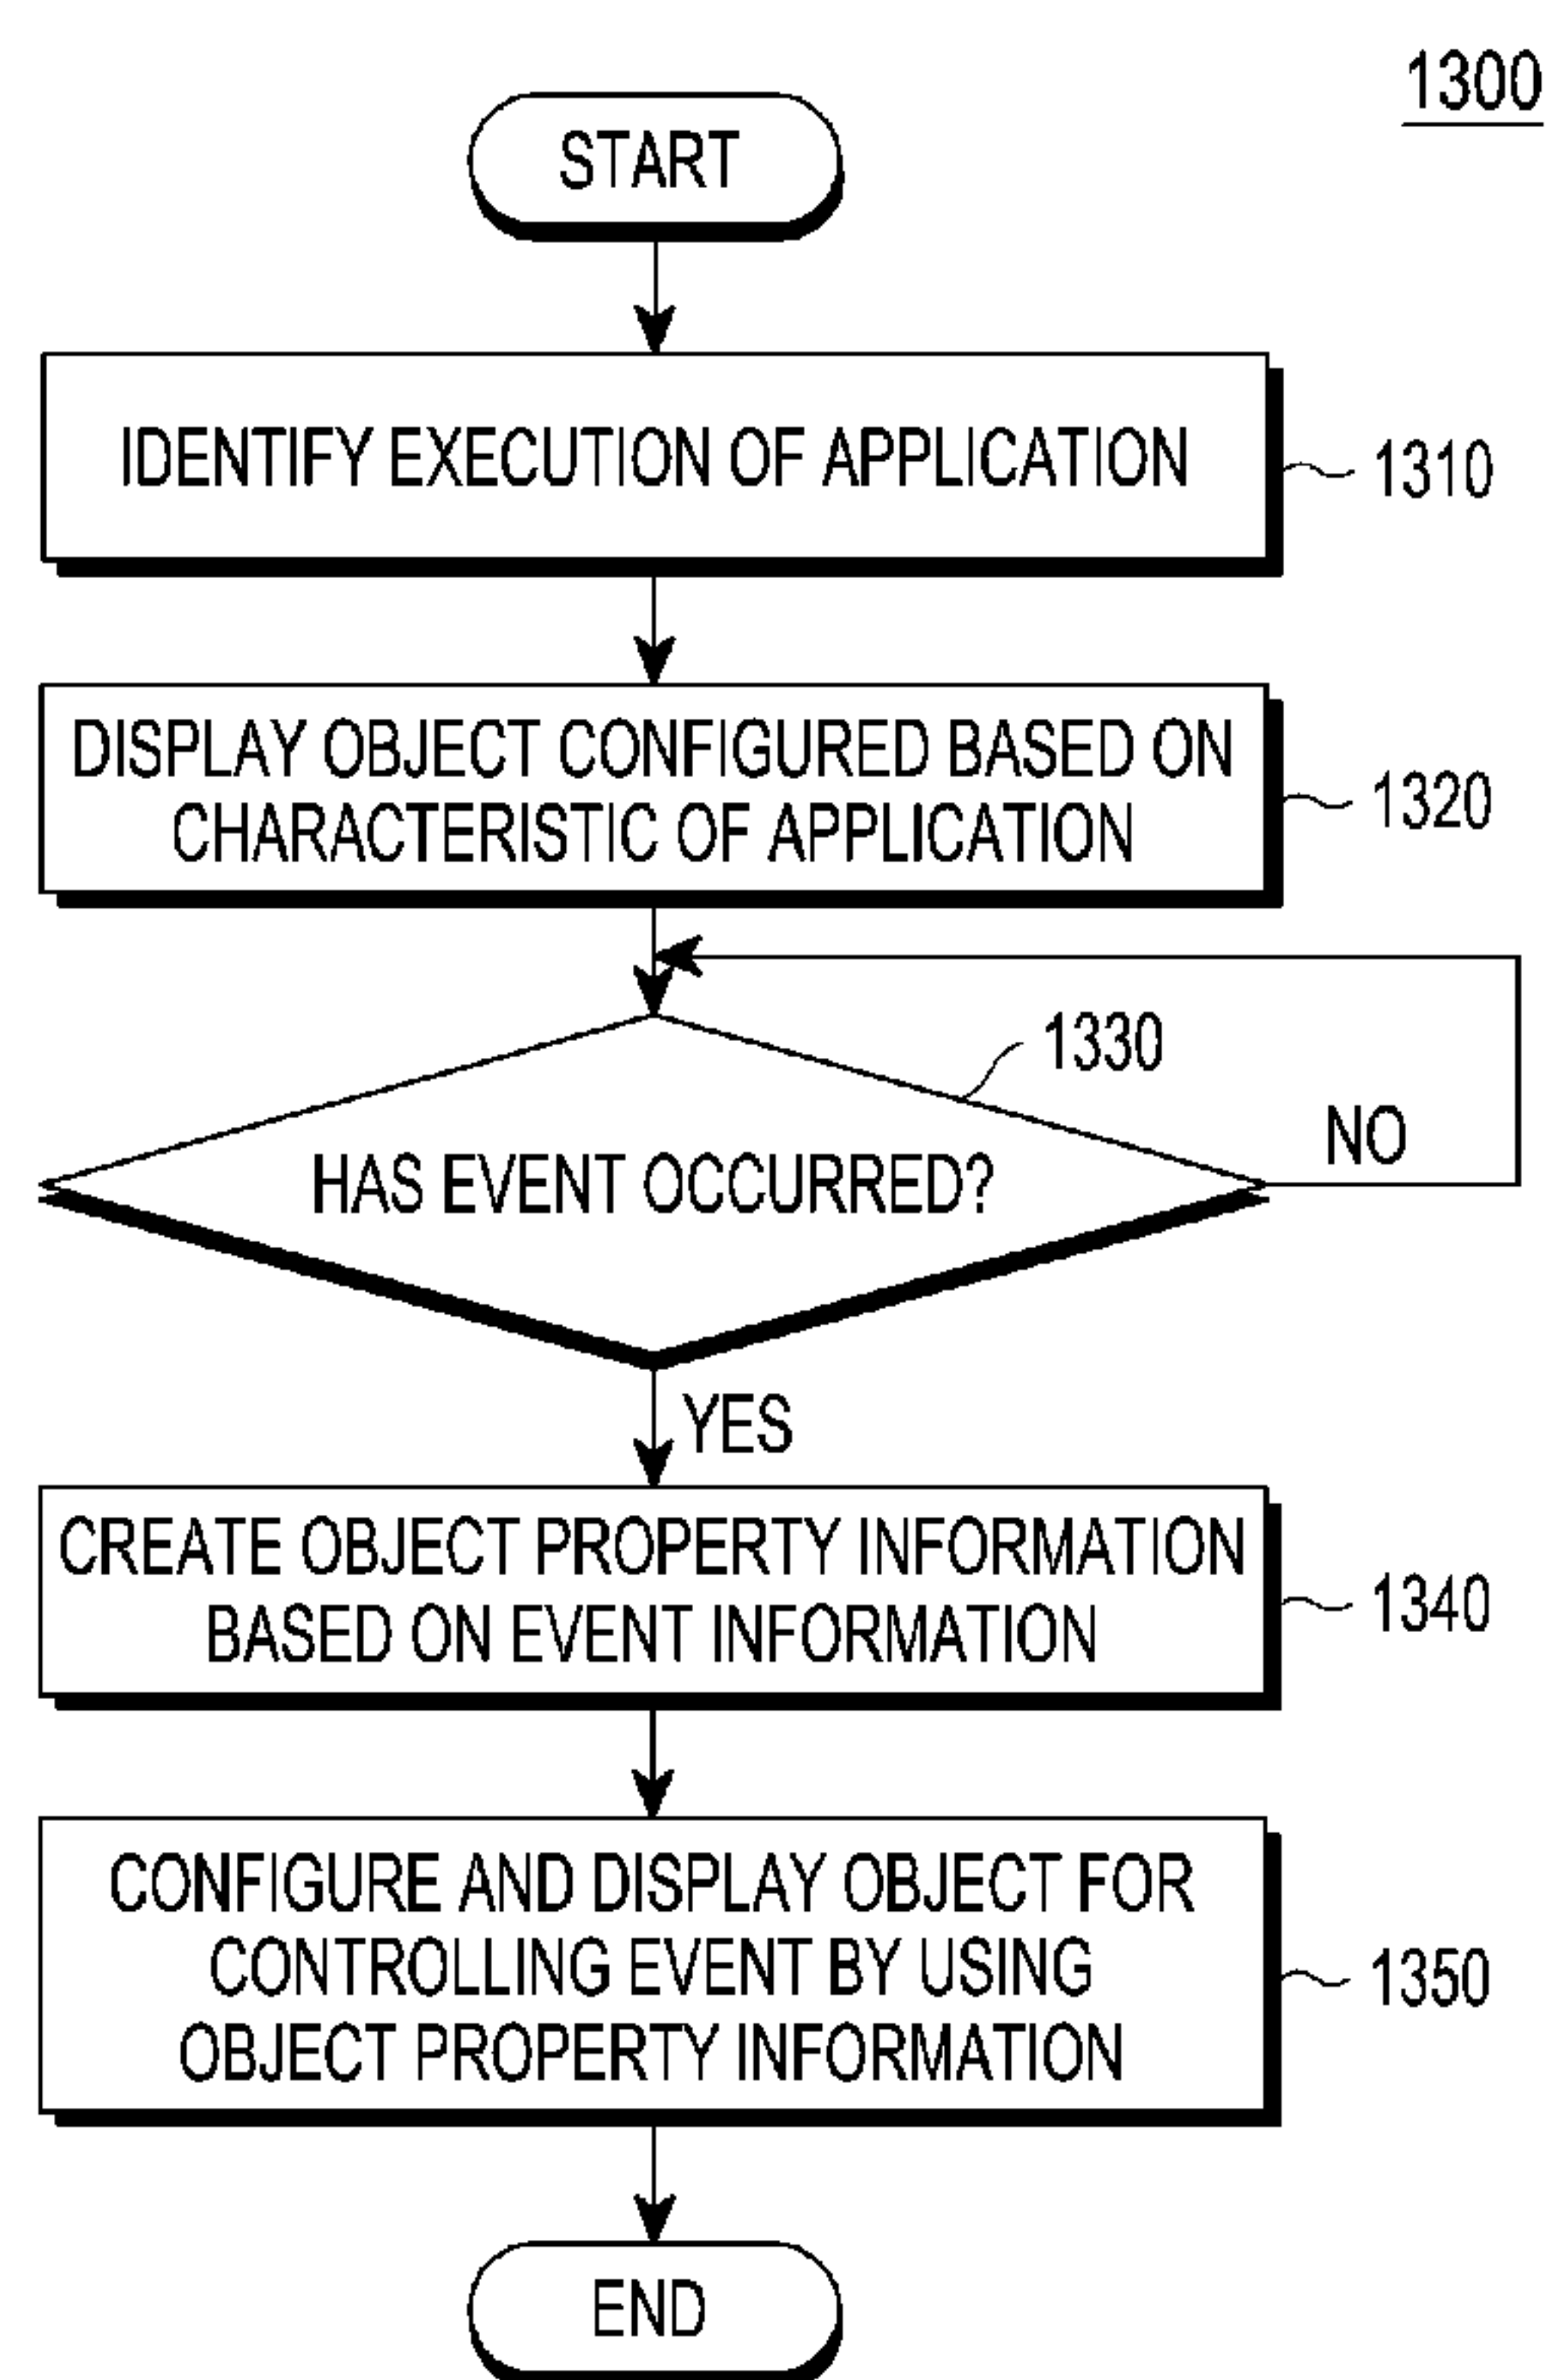 1300
START
IDENTIFY EXECUTION OF APPLICATION
1310
DISPLAY OBJECT CONFIGURED BASED ON
CHARACTERISTIC OF APPLICATION
1320
1330
HAS EVENT OCCURRED?
NO
YES
CREATE OBJECT PROPERTY INFORMATION
BASED ON EVENT INFORMATION
1340
CONFIGURE AND DISPLAY OBJECT FOR
CONTROLLING EVENT BY USING
OBJECT PROPERTY INFORMATION
1350
END